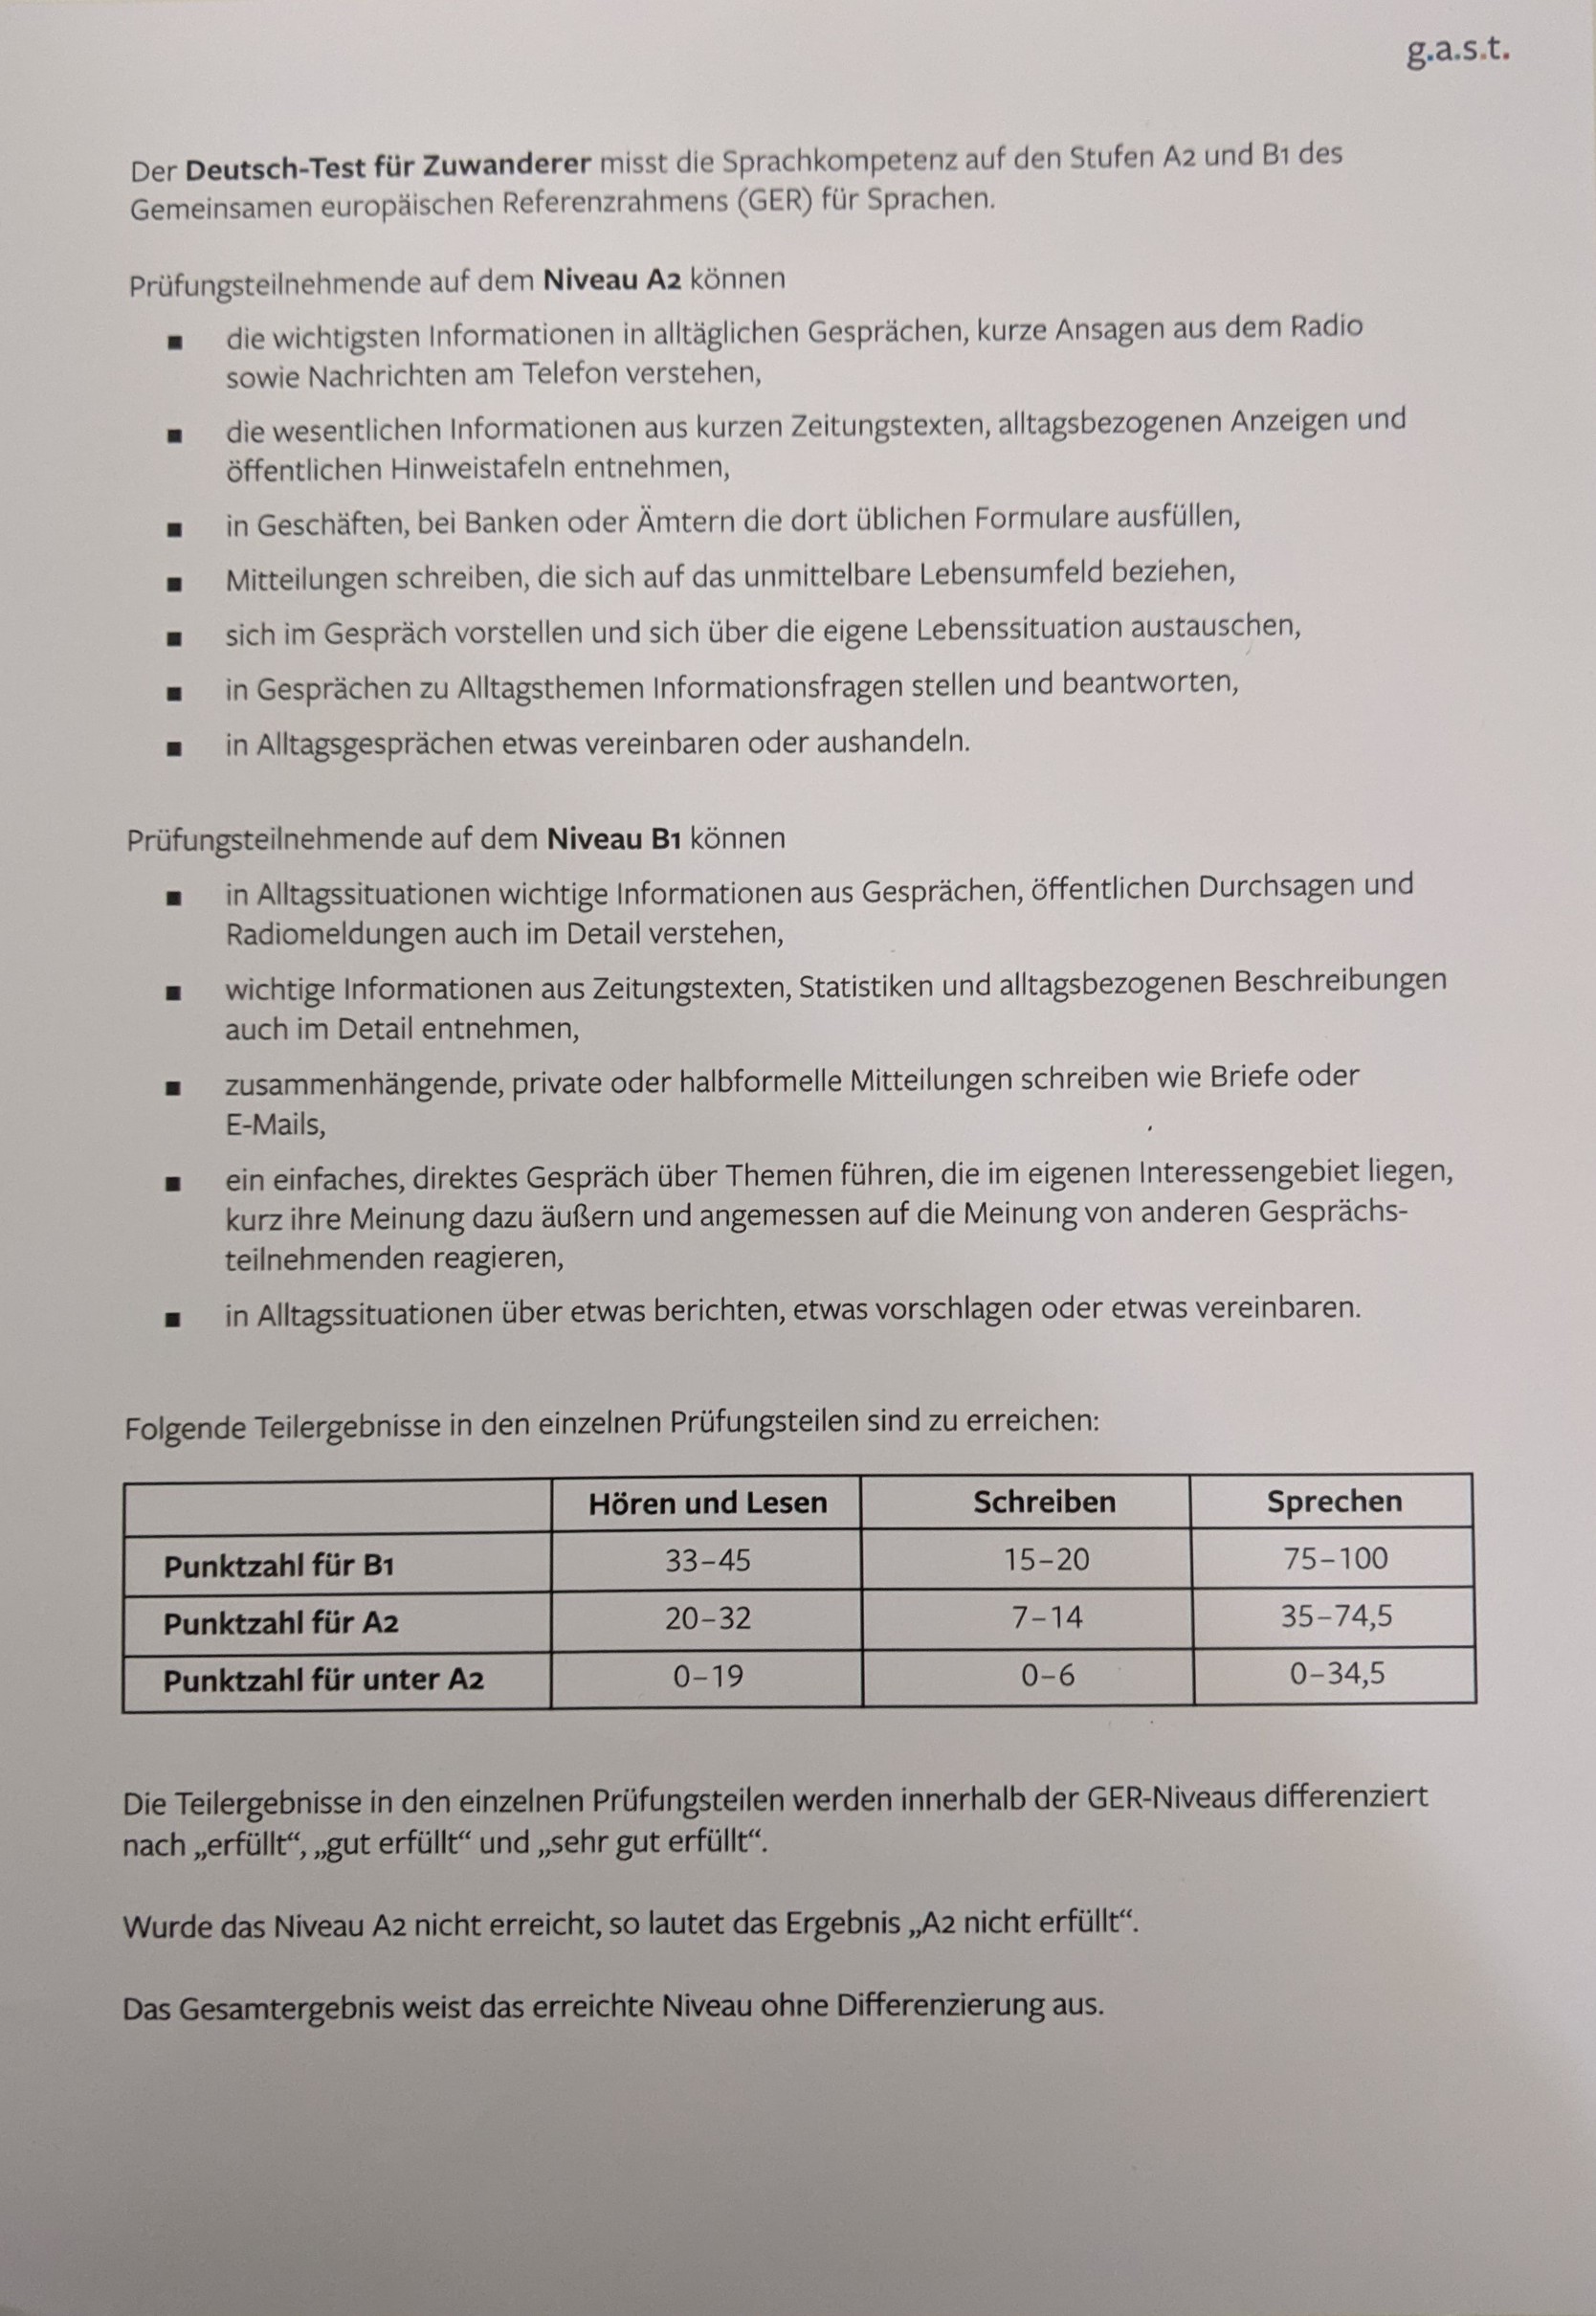 g.a.s.t.
Der Deutsch-Test für Zuwanderer misst die Sprachkompetenz auf den Stufen A2 und B1 des
Gemeinsamen europäischen Referenzrahmens (GER) für Sprachen.
Prüfungsteilnehmende auf dem Niveau A2 können
▪ die wichtigsten Informationen in alltäglichen Gesprächen, kurze Ansagen aus dem Radio
sowie Nachrichten am Telefon verstehen,
▪ die wesentlichen Informationen aus kurzen Zeitungstexten, alltagsbezogenen Anzeigen und
öffentlichen Hinweistafeln entnehmen,
▪ in Geschäften, bei Banken oder Ämtern die dort üblichen Formulare ausfüllen,
▪ Mitteilungen schreiben, die sich auf das unmittelbare Lebensumfeld beziehen,
▪ sich im Gespräch vorstellen und sich über die eigene Lebenssituation austauschen,
▪ in Gesprächen zu Alltagsthemen Informationsfragen stellen und beantworten,
▪ in Alltagsgesprächen etwas vereinbaren oder aushandeln.
Prüfungsteilnehmende auf dem Niveau B1 können
▪ in Alltagssituationen wichtige Informationen aus Gesprächen, öffentlichen Durchsagen und
Radiomeldungen auch im Detail verstehen,
▪ wichtige Informationen aus Zeitungstexten, Statistiken und alltagsbezogenen Beschreibungen
auch im Detail entnehmen,
▪ zusammenhängende, private oder halbformelle Mitteilungen schreiben wie Briefe oder
E-Mails,
▪ ein einfaches, direktes Gespräch über Themen führen, die im eigenen Interessengebiet liegen,
kurz ihre Meinung dazu äußern und angemessen auf die Meinung von anderen Gesprächs-
teilnehmenden reagieren,
▪ in Alltagssituationen über etwas berichten, etwas vorschlagen oder etwas vereinbaren.
Folgende Teilergebnisse in den einzelnen Prüfungsteilen sind zu erreichen:
Hören und Lesen Schreiben Sprechen
Punktzahl für B1 33–45 15–20 75–100
Punktzahl für A2 20–32 7–14 35–74,5
Punktzahl für unter A2 0–19 0–6 0–34,5
Die Teilergebnisse in den einzelnen Prüfungsteilen werden innerhalb der GER-Niveaus differenziert
nach „erfüllt“, „gut erfüllt“ und „sehr gut erfüllt“.
Wurde das Niveau A2 nicht erreicht, so lautet das Ergebnis „A2 nicht erfüllt“.
Das Gesamtergebnis weist das erreichte Niveau ohne Differenzierung aus.